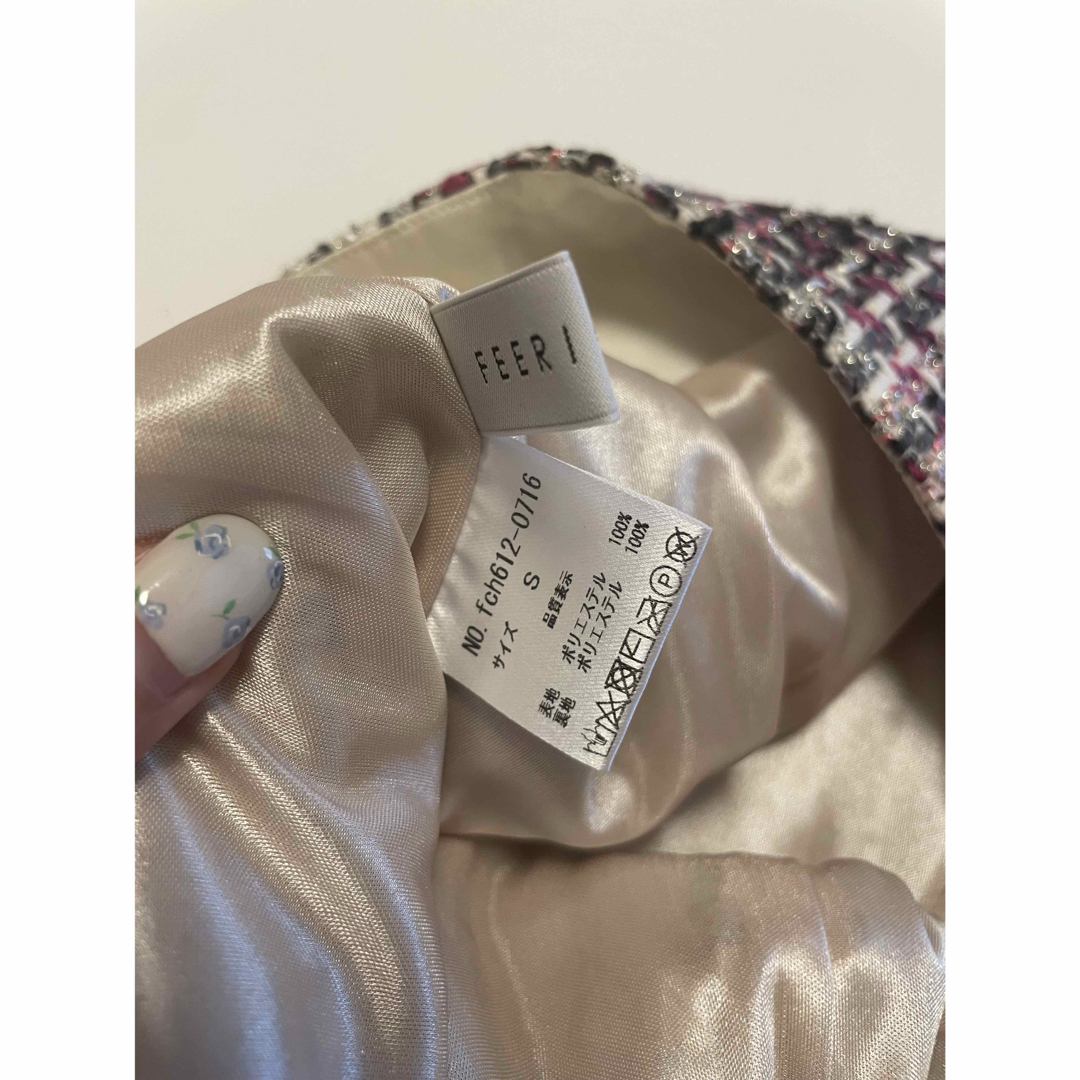 FEERI
NO. fch612-0716
サイズ S
品質表示
表地 ポリエステル 100%
裏地 ポリエステル 100%
P